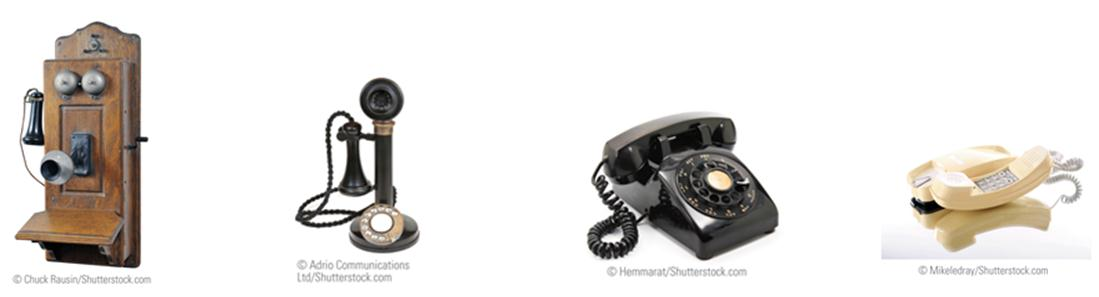 © Chuck Rausin/Shutterstock.com
© Adrio Communications
Ltd/Shutterstock.com
© Hemmarat/Shutterstock.com
© Mikeledray/Shutterstock.com